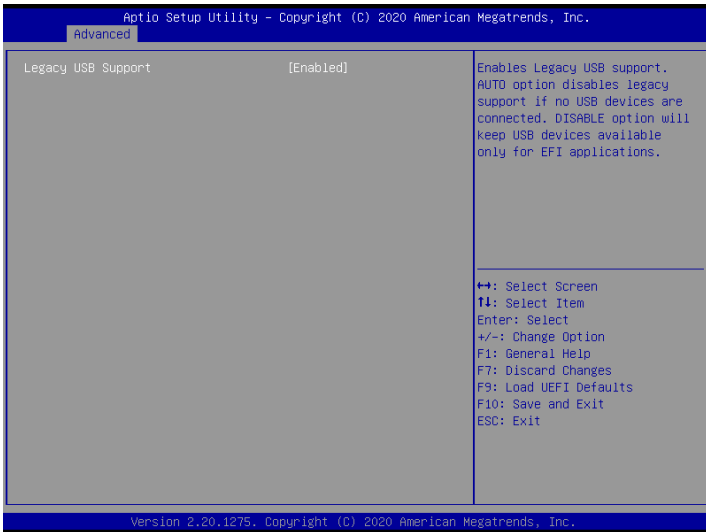 Aptio Setup Utility – Copyright (C) 2020 American Megatrends, Inc.
Advanced
Legacy USB Support [Enabled]
Enables Legacy USB support.
AUTO option disables legacy
support if no USB devices are
connected. DISABLE option will
keep USB devices available
only for EFI applications.
↔: Select Screen
↑↓: Select Item
Enter: Select
+/-: Change Option
F1: General Help
F7: Discard Changes
F9: Load UEFI Defaults
F10: Save and Exit
ESC: Exit
Version 2.20.1275. Copyright (C) 2020 American Megatrends, Inc.